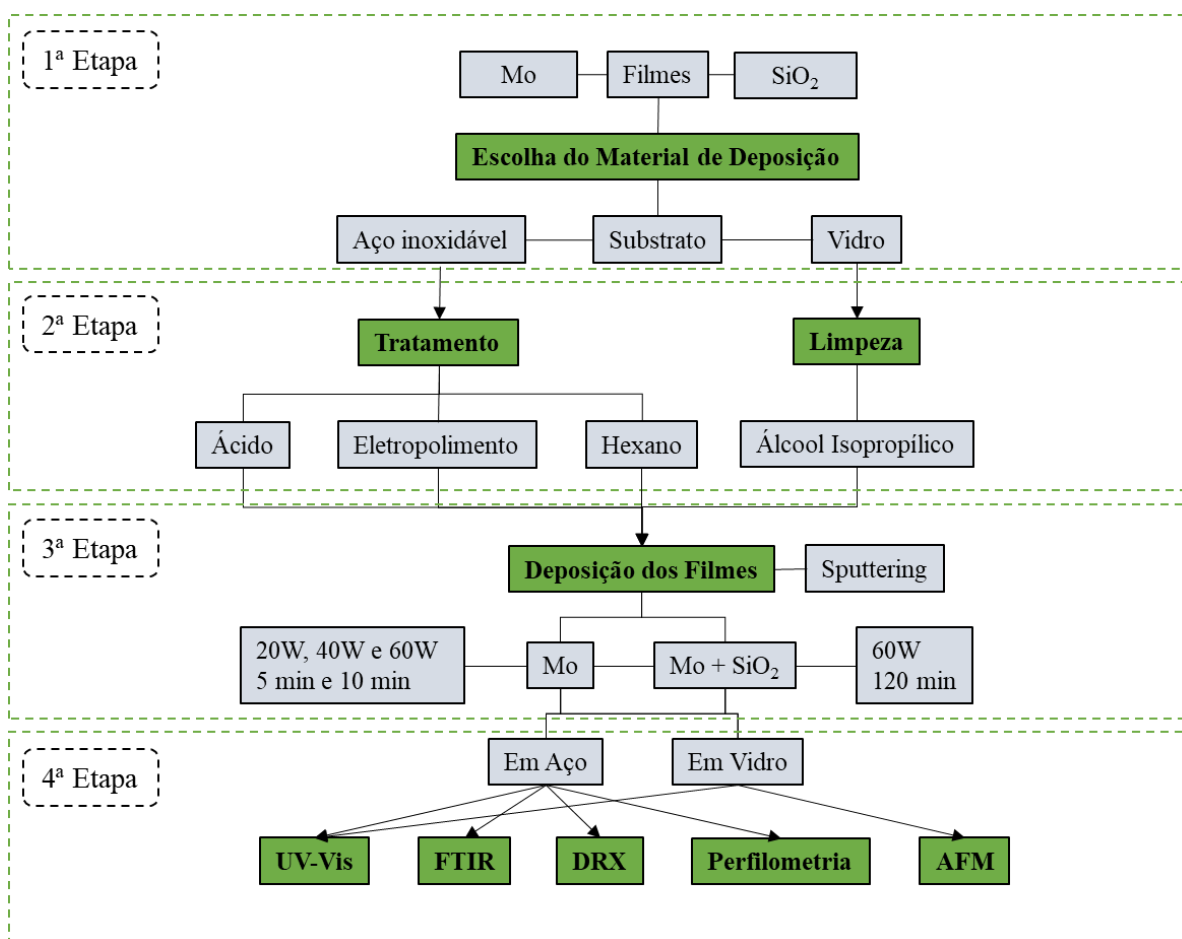 1ª Etapa
Mo
Filmes
SiO₂
Escolha do Material de Deposição
Aço inoxidável
Substrato
Vidro
2ª Etapa
Tratamento
Limpeza
Ácido
Eletropolimento
Hexano
Álcool Isopropílico
3ª Etapa
Deposição dos Filmes
Sputtering
20W, 40W e 60W
5 min e 10 min
Mo
Mo + SiO₂
60W
120 min
4ª Etapa
Em Aço
Em Vidro
UV-Vis
FTIR
DRX
Perfilometria
AFM